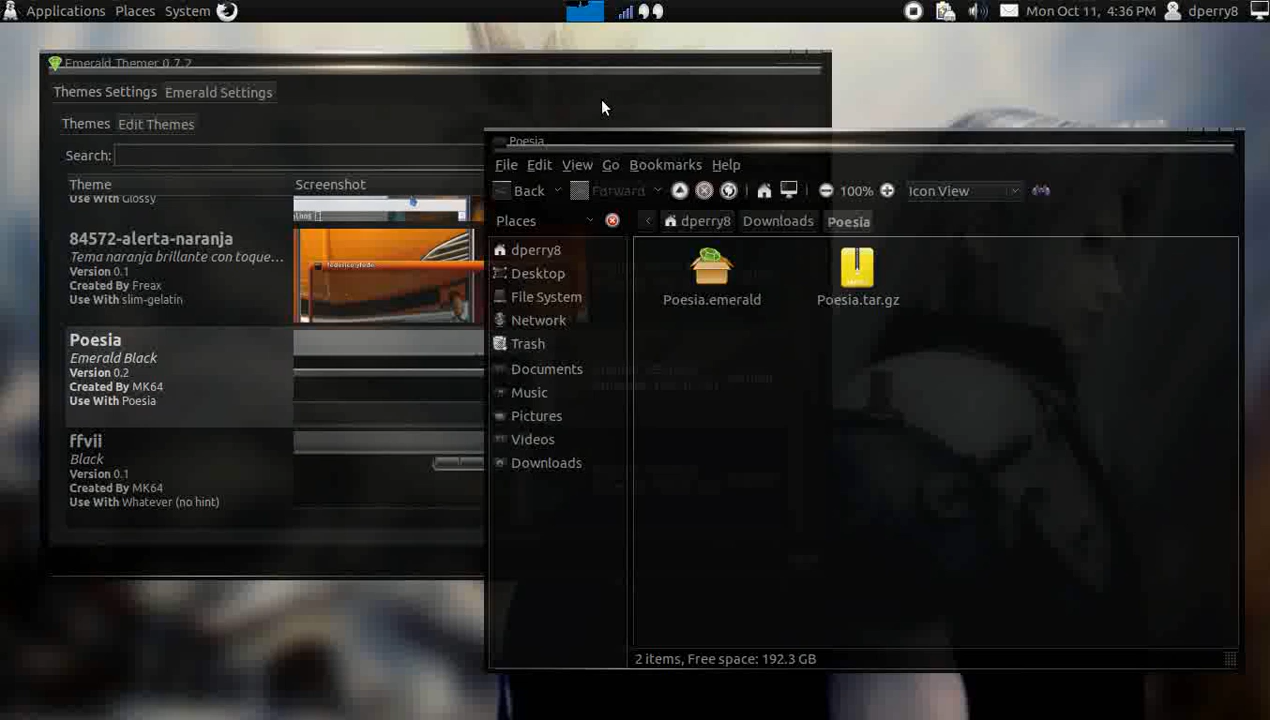 Applications Places System
Mon Oct 11, 4:36 PM dperry8
Emerald Themer 0.7.2
Themes Settings Emerald Settings
Themes Edit Themes
Search:
Theme Screenshot
Use With Glossy
84572-alerta-naranja
Tema naranja brillante con toque...
Version 0.1
Created By Freax
Use With slim-gelatin
Poesia
Emerald Black
Version 0.2
Created By MK64
Use With Poesia
ffvii
Black
Version 0.1
Created By MK64
Use With Whatever (no hint)
Poesia
File Edit View Go Bookmarks Help
Back Forward 100% Icon View
Places dperry8 Downloads Poesia
dperry8
Desktop
File System
Network
Trash
Documents
Music
Pictures
Videos
Downloads
Poesia.emerald Poesia.tar.gz
2 items, Free space: 192.3 GB